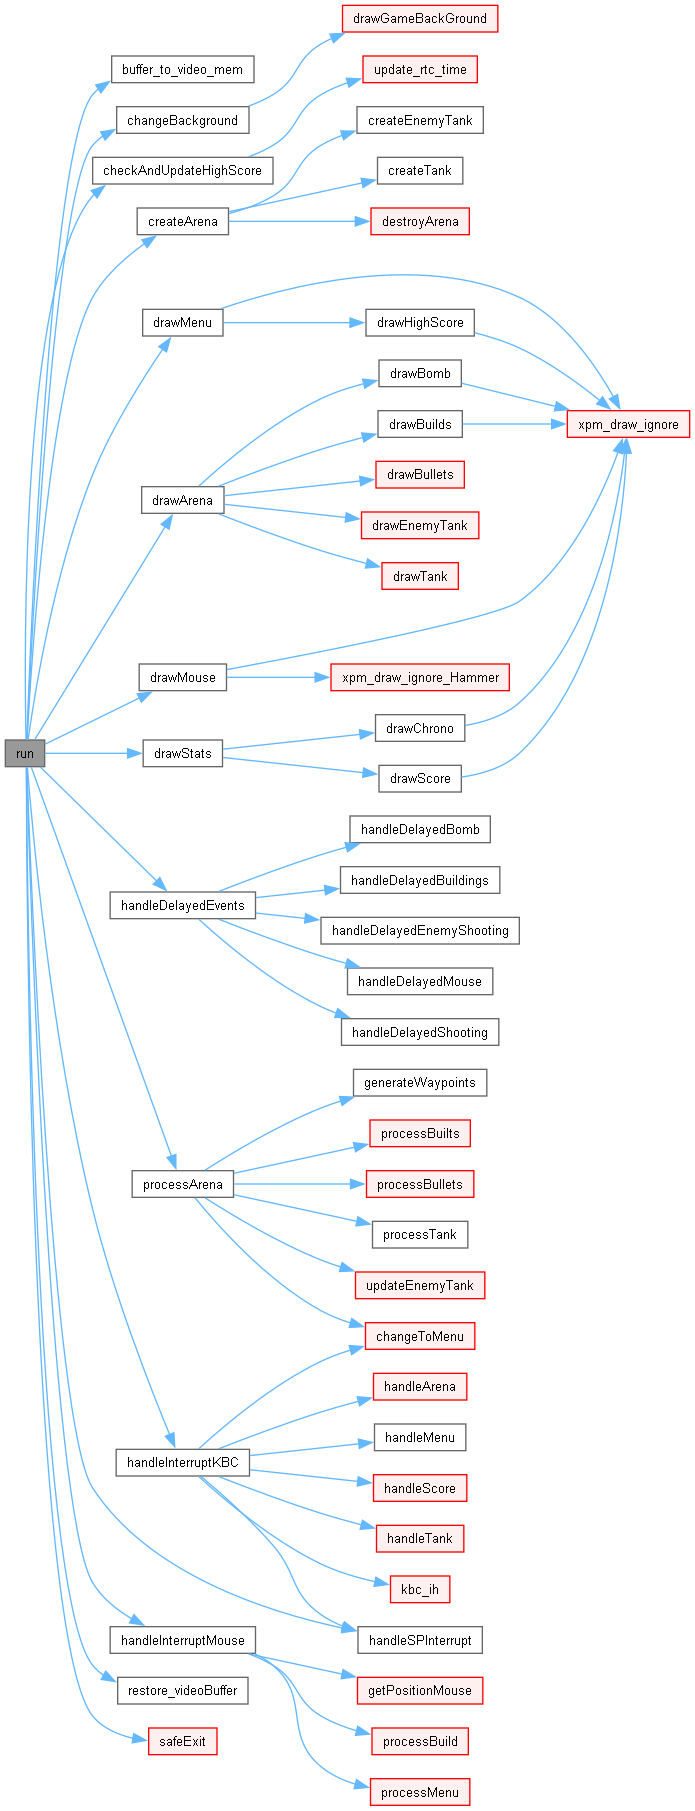 drawGameBackGround
buffer_to_video_mem
update_rtc_time
changeBackground
createEnemyTank
checkAndUpdateHighScore
createTank
createArena
destroyArena
drawMenu
drawHighScore
drawBomb
drawBuilds
xpm_draw_ignore
drawBullets
drawArena
drawEnemyTank
drawTank
drawMouse
xpm_draw_ignore_Hammer
drawChrono
run
drawStats
drawScore
handleDelayedBomb
handleDelayedBuildings
handleDelayedEvents
handleDelayedEnemyShooting
handleDelayedMouse
handleDelayedShooting
generateWaypoints
processBuilts
processArena
processBullets
processTank
updateEnemyTank
changeToMenu
handleArena
handleMenu
handleInterruptKBC
handleScore
handleTank
kbc_ih
handleInterruptMouse
handleSPInterrupt
restore_videoBuffer
getPositionMouse
safeExit
processBuild
processMenu